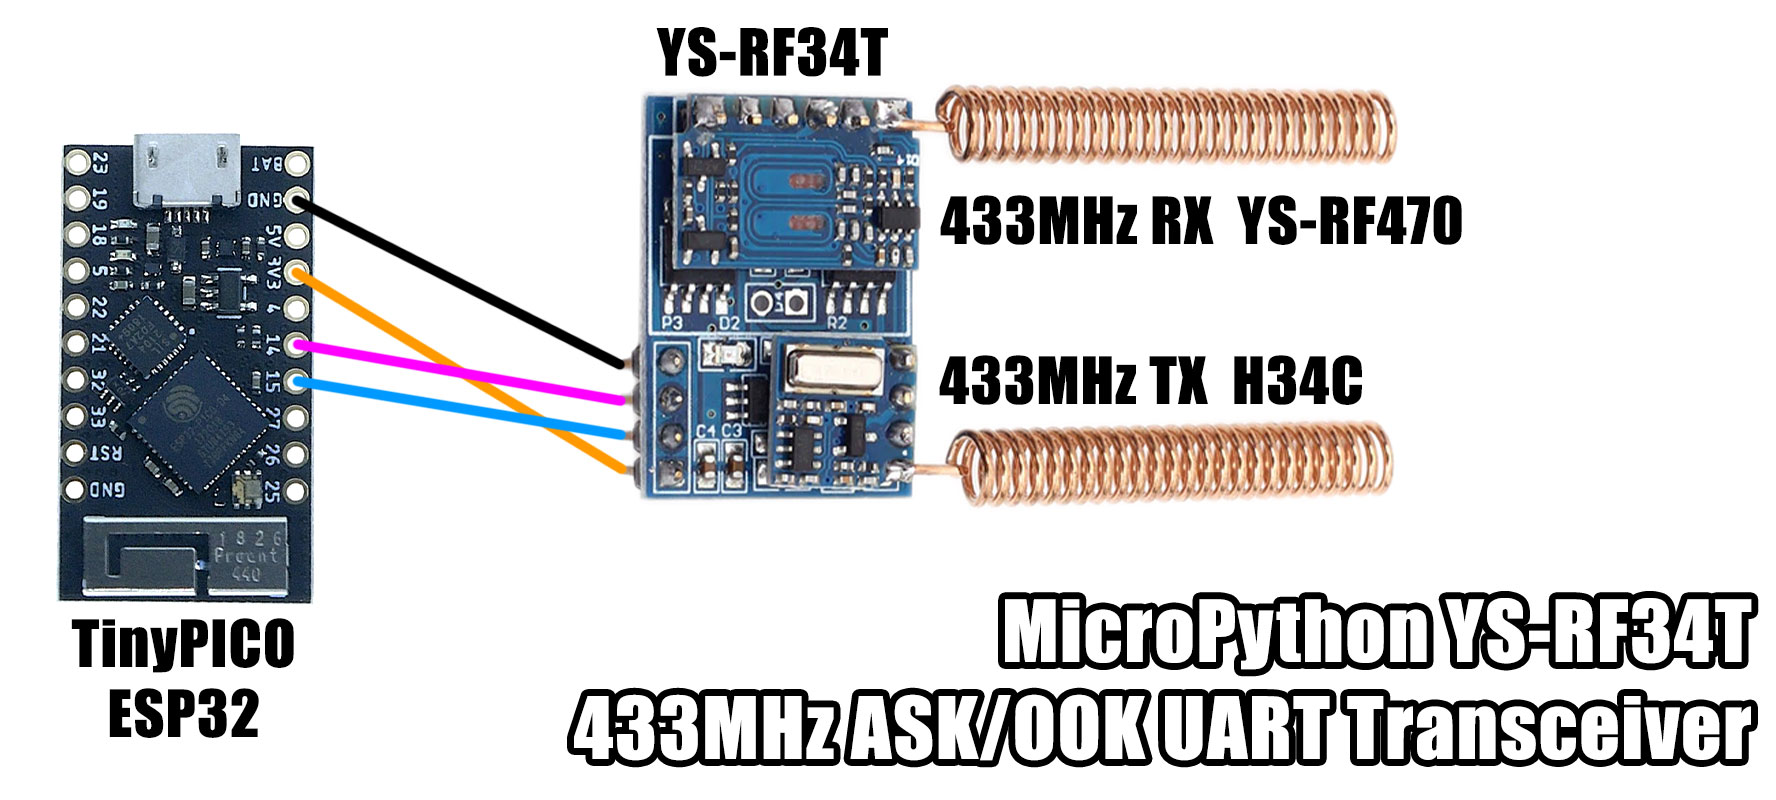 YS-RF34T
433MHz RX YS-RF470
433MHz TX H34C
23
19
18
5
22
21
32
33
RST
GND
BAT
GND
5V
3V3
4
14
15
27
26
25
P3
D2
R2
C4 C3
1826
Prcent
440
TinyPICO
ESP32
MicroPython YS-RF34T
433MHz ASK/OOK UART Transceiver